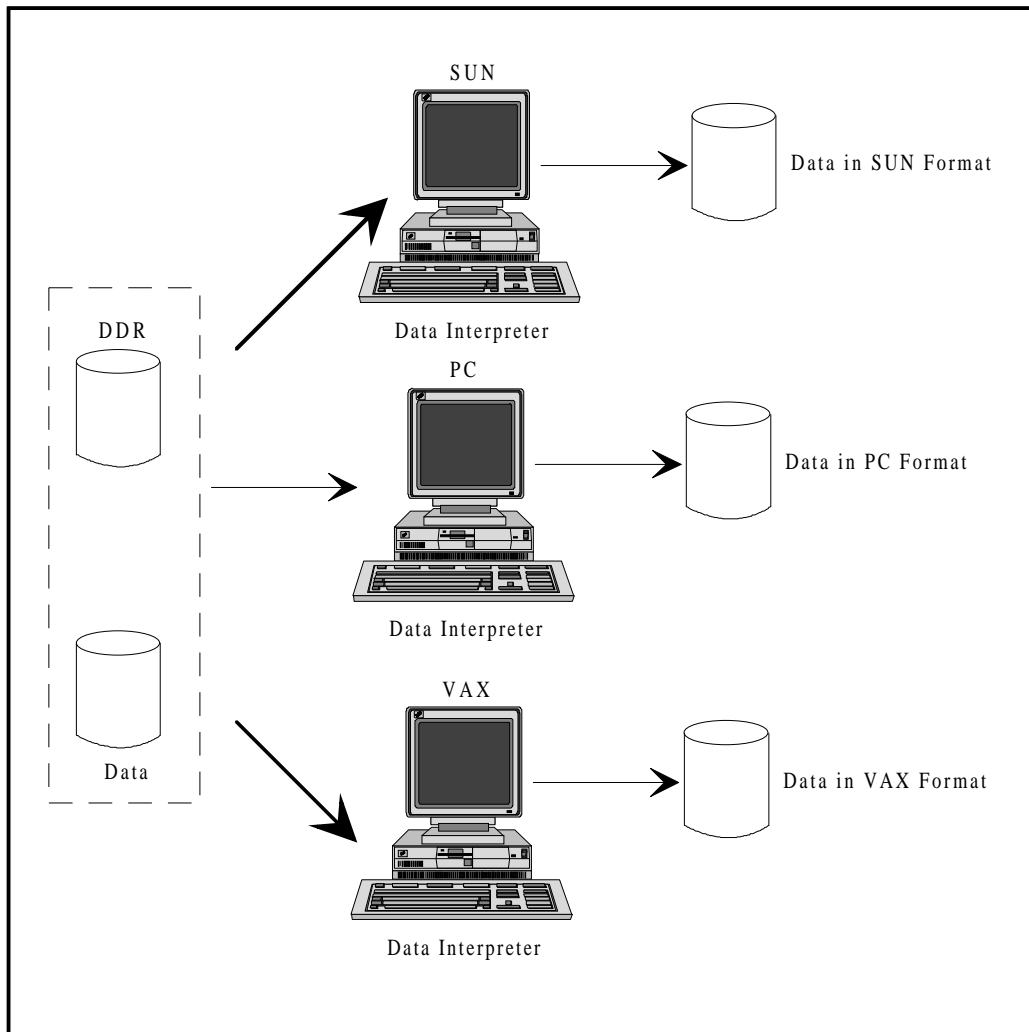 SUN
Data in SUN Format
DDR
Data Interpreter
PC
Data in PC Format
Data Interpreter
VAX
Data
Data in VAX Format
Data Interpreter